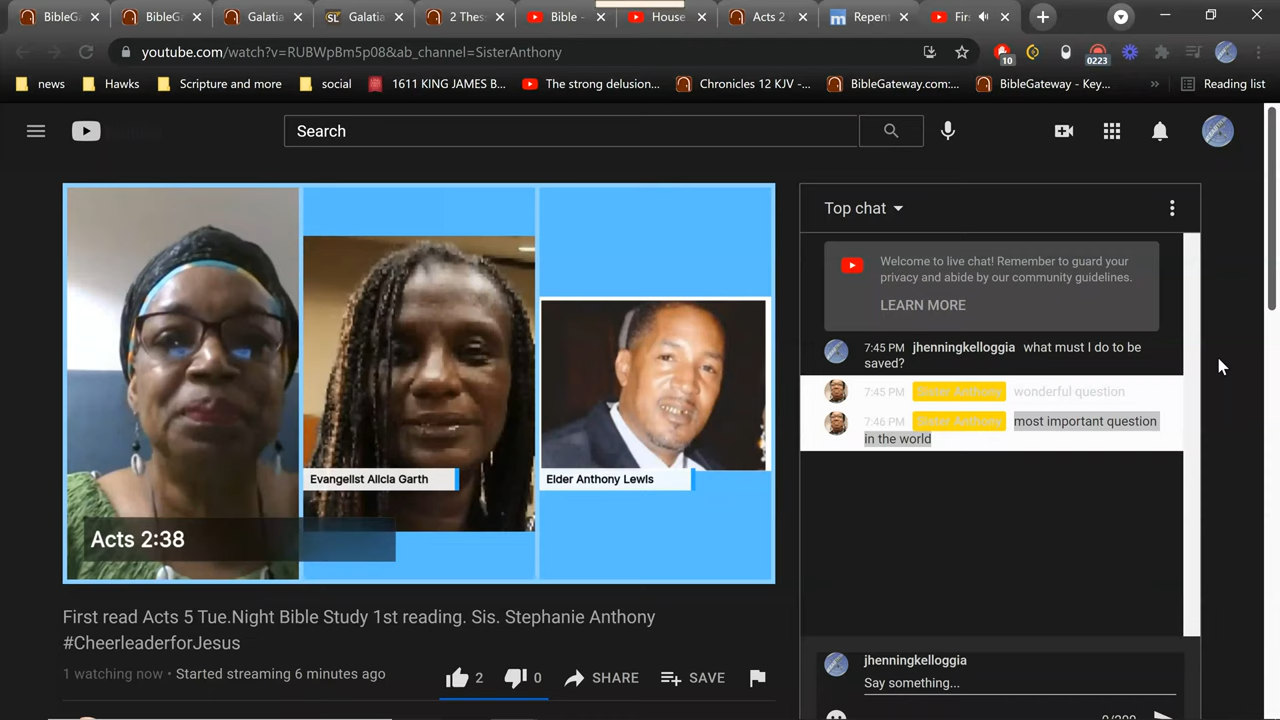 BibleG
BibleG
Galatia
Galatia
2 Thess
Bible -
House
Acts 2
Repent
Firs
youtube.com/watch?v=RUBWpBm5p08&ab_channel=SisterAnthony
10
0223
news
Hawks
Scripture and more
social
1611 KING JAMES B...
The strong delusion...
Chronicles 12 KJV -...
BibleGateway.com:...
BibleGateway - Key...
»
Reading list
Search
Top chat
Welcome to live chat! Remember to guard your
privacy and abide by our community guidelines.
LEARN MORE
7:45 PM jhenningkelloggia what must I do to be
saved?
7:45 PM Sister Anthony wonderful question
7:46 PM Sister Anthony most important question
in the world
Evangelist Alicia Garth
Elder Anthony Lewis
Acts 2:38
First read Acts 5 Tue.Night Bible Study 1st reading. Sis. Stephanie Anthony
#CheerleaderforJesus
1 watching now • Started streaming 6 minutes ago
2
0
SHARE
SAVE
jhenningkelloggia
Say something...
0/200